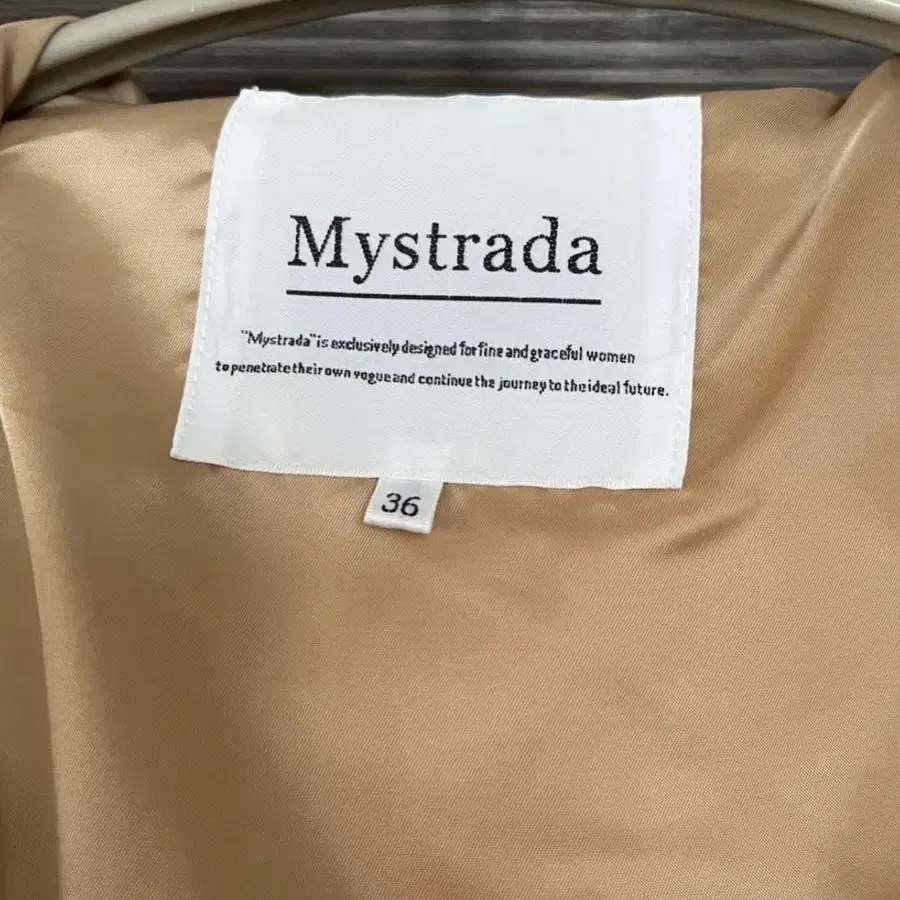 Mystrada
"Mystrada"is exclusively designed for fine and graceful women
to penetrate their own vogue and continue the journey to the ideal future.
36